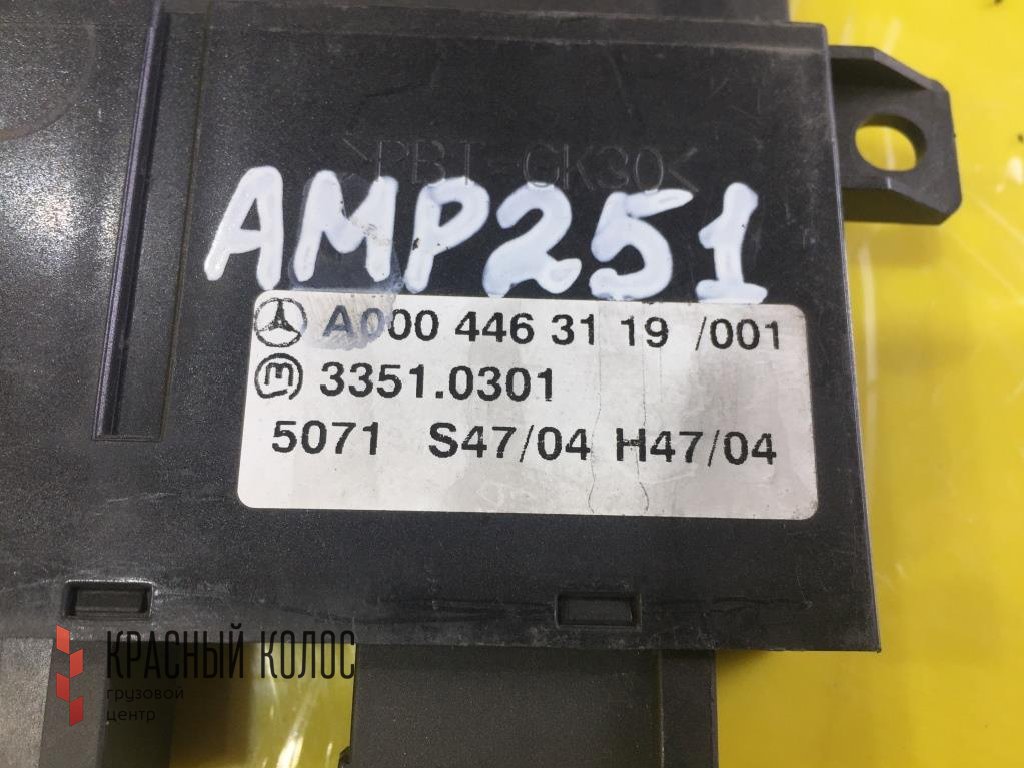 >PBT-GK30<
AMP251
A000 446 31 19 /001
m 3351.0301
5071 S47/04 H47/04
КРАСНЫЙ КОЛОС
грузовой
центр